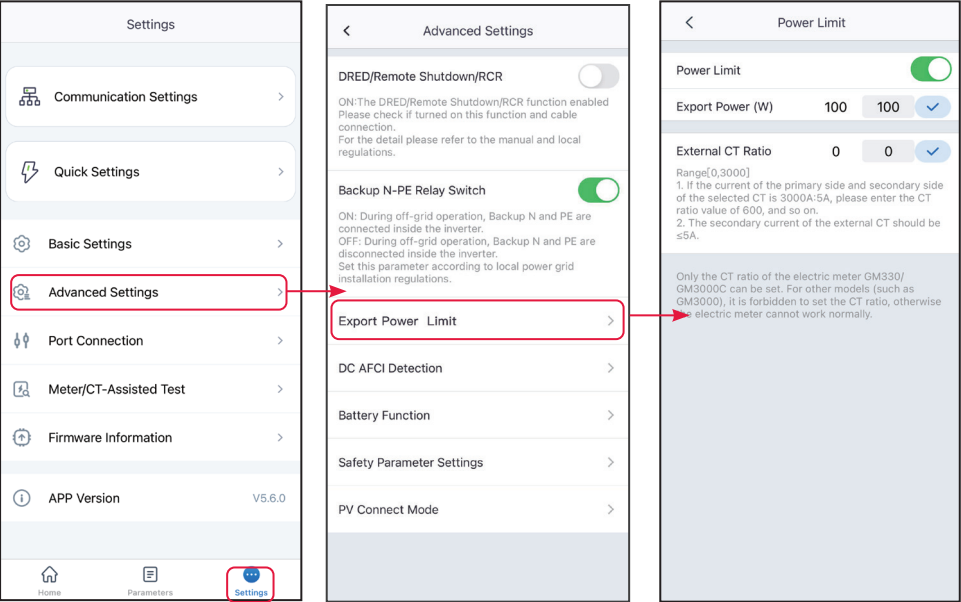 Settings
Communication Settings
Quick Settings
Basic Settings
Advanced Settings
Port Connection
Meter/CT-Assisted Test
Firmware Information
APP Version V5.6.0
Home Parameters Settings
Advanced Settings
DRED/Remote Shutdown/RCR
ON:The DRED/Remote Shutdown/RCR function enabled
Please check if turned on this function and cable
connection.
For the detail please refer to the manual and local
regulations.
Backup N-PE Relay Switch
ON: During off-grid operation, Backup N and PE are
connected inside the inverter.
OFF: During off-grid operation, Backup N and PE are
disconnected inside the inverter.
Set this parameter according to local power grid
installation regulations.
Export Power Limit
DC AFCI Detection
Battery Function
Safety Parameter Settings
PV Connect Mode
Power Limit
Power Limit
Export Power (W) 100 100
External CT Ratio 0 0
Range[0,3000]
1. If the current of the primary side and secondary side
of the selected CT is 3000A:5A, please enter the CT
ratio value of 600, and so on.
2. The secondary current of the external CT should be
≤5A.
Only the CT ratio of the electric meter GM330/
GM3000C can be set. For other models (such as
GM3000), it is forbidden to set the CT ratio, otherwise
electric meter cannot work normally.